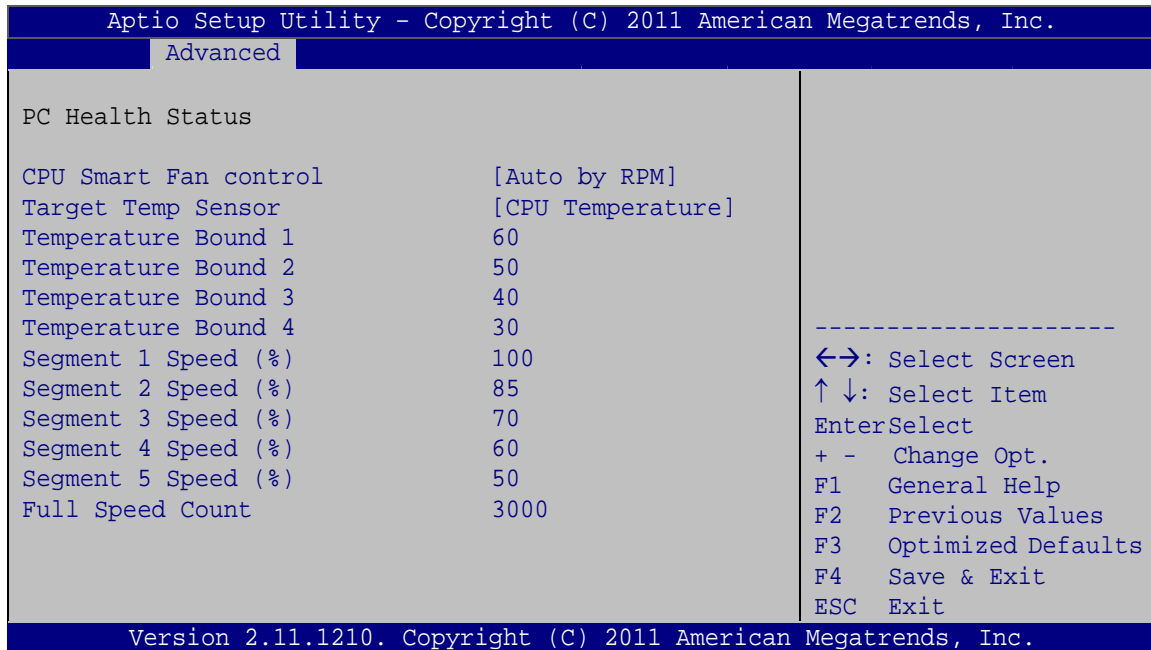 Aptio Setup Utility – Copyright (C) 2011 American Megatrends, Inc.
Advanced
PC Health Status
CPU Smart Fan control [Auto by RPM]
Target Temp Sensor [CPU Temperature]
Temperature Bound 1 60
Temperature Bound 2 50
Temperature Bound 3 40
Temperature Bound 4 30
Segment 1 Speed (%) 100
Segment 2 Speed (%) 85
Segment 3 Speed (%) 70
Segment 4 Speed (%) 60
Segment 5 Speed (%) 50
Full Speed Count 3000
---------------------
←→: Select Screen
↑ ↓: Select Item
EnterSelect
+ - Change Opt.
F1 General Help
F2 Previous Values
F3 Optimized Defaults
F4 Save & Exit
ESC Exit
Version 2.11.1210. Copyright (C) 2011 American Megatrends, Inc.